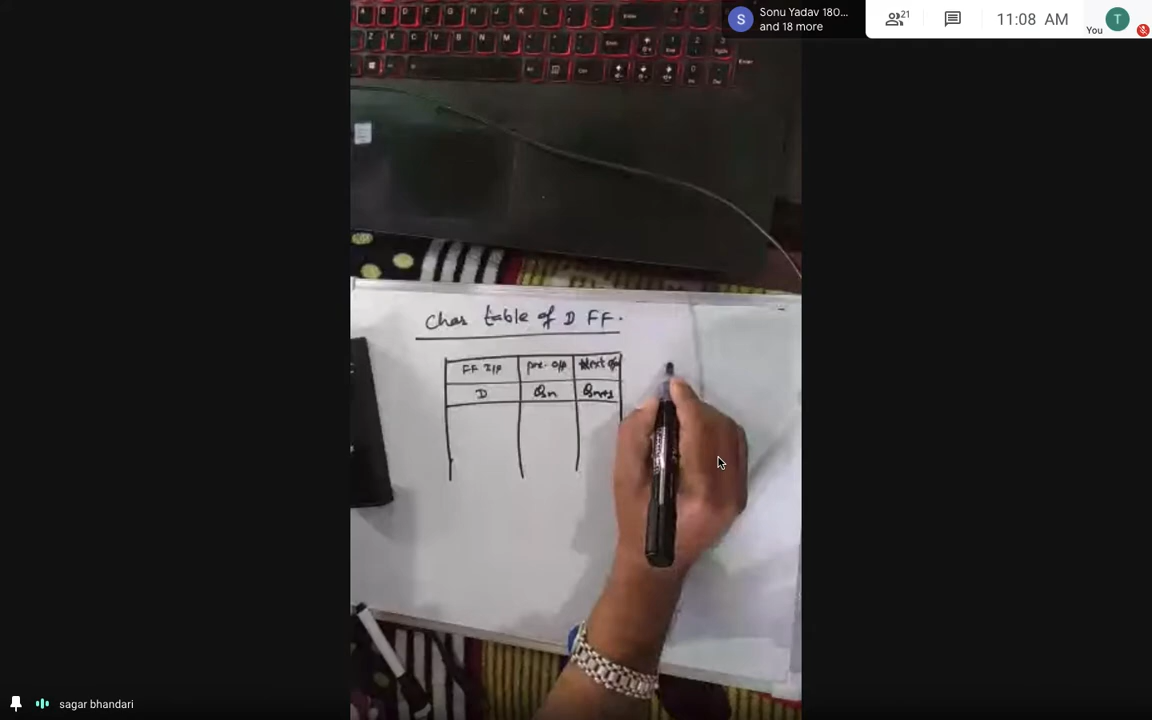 Sonu Yadav 180...
and 18 more
21
11:08 AM
T
You
S
Char table of D FF.
FF I/P pre. o/p Next o/p
D Qn Qn+1
sagar bhandari